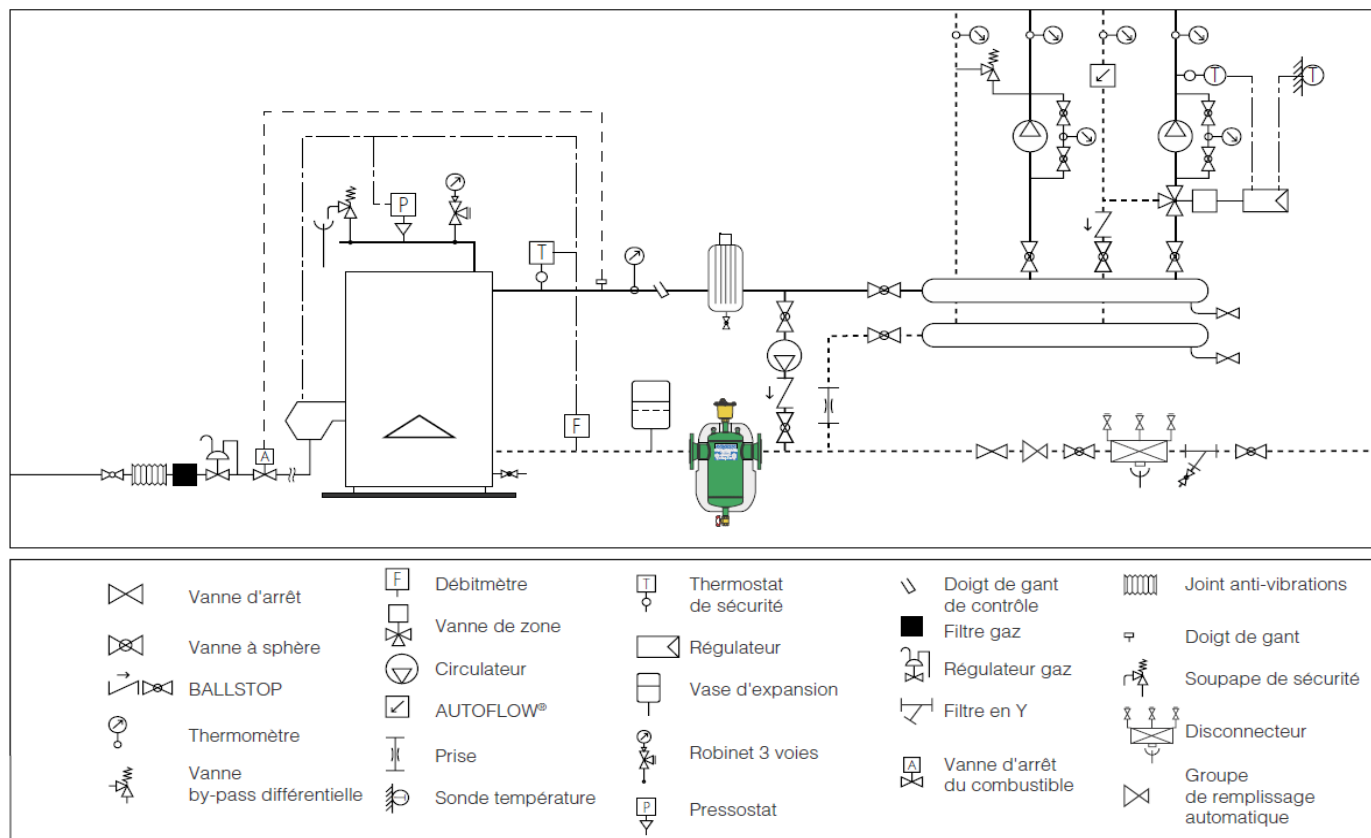 P
T
F
A
T
T
Vanne d'arrêt
Vanne à sphère
BALLSTOP
Thermomètre
Vanne
by-pass différentielle
F
Débitmètre
Vanne de zone
Circulateur
AUTOFLOW®
Prise
Sonde température
T
Thermostat
de sécurité
Régulateur
Vase d'expansion
Robinet 3 voies
P
Pressostat
Doigt de gant
de contrôle
Filtre gaz
Régulateur gaz
Filtre en Y
A
Vanne d'arrêt
du combustible
Joint anti-vibrations
Doigt de gant
Soupape de sécurité
Disconnecteur
Groupe
de remplissage
automatique